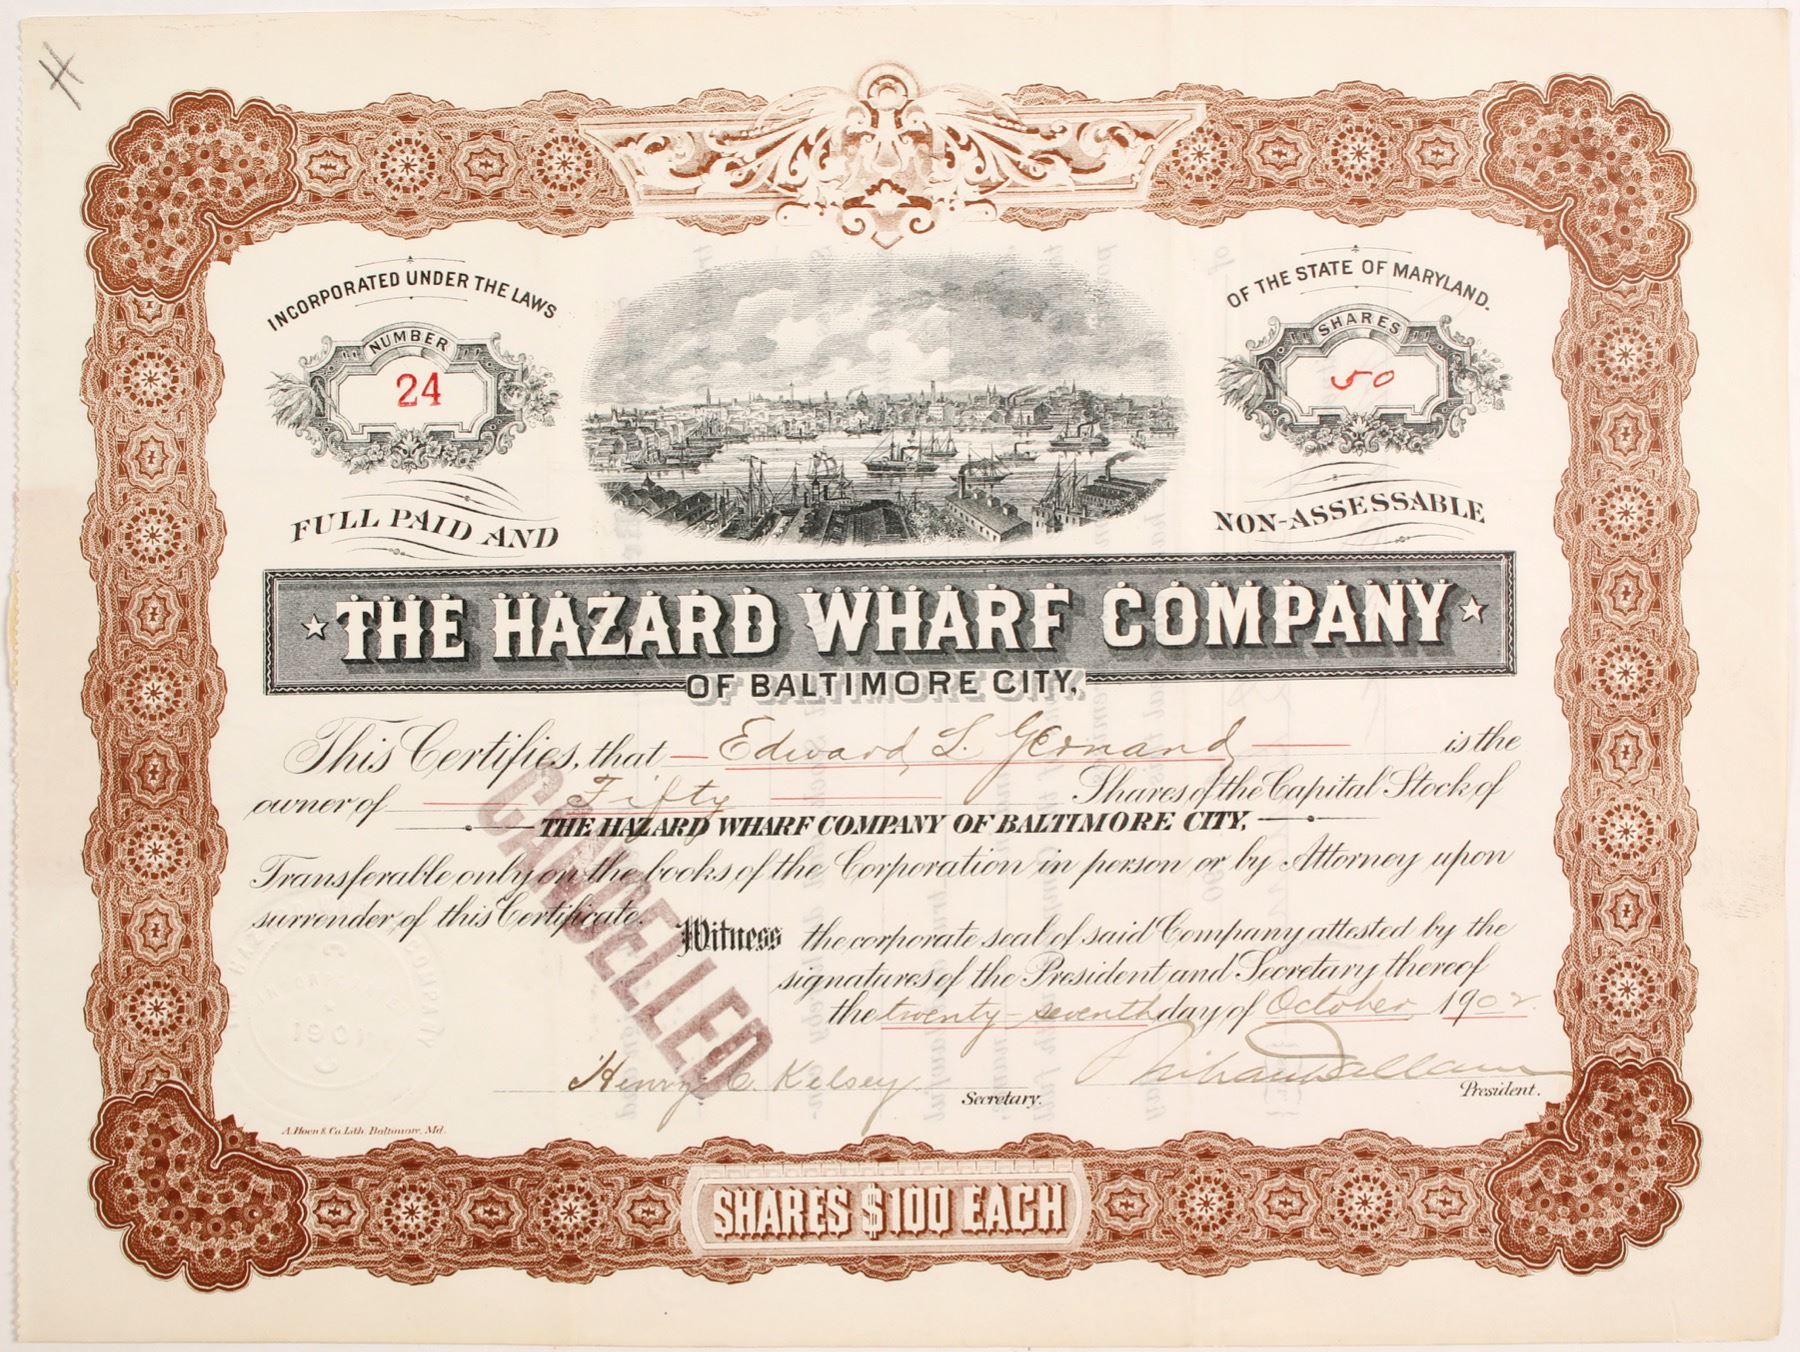 H
INCORPORATED UNDER THE LAWS
OF THE STATE OF MARYLAND.
NUMBER
24
SHARES
50
FULL PAID AND
NON-ASSESSABLE
THE HAZARD WHARF COMPANY
OF BALTIMORE CITY,
This Certifies, that Edward L. Gernand is the
owner of Fifty Shares of the Capital Stock of
THE HAZARD WHARF COMPANY OF BALTIMORE CITY,
Transferable only on the books of the Corporation in person or by Attorney upon
surrender of this Certificate.
Witness the corporate seal of said Company attested by the
signatures of the President and Secretary thereof
the twenty-seventh day of October 1902.
CANCELLED
1901
Henry C. Kelsey
Secretary.
President.
A. Hoen & Co. Lith. Baltimore, Md.
SHARES $100 EACH